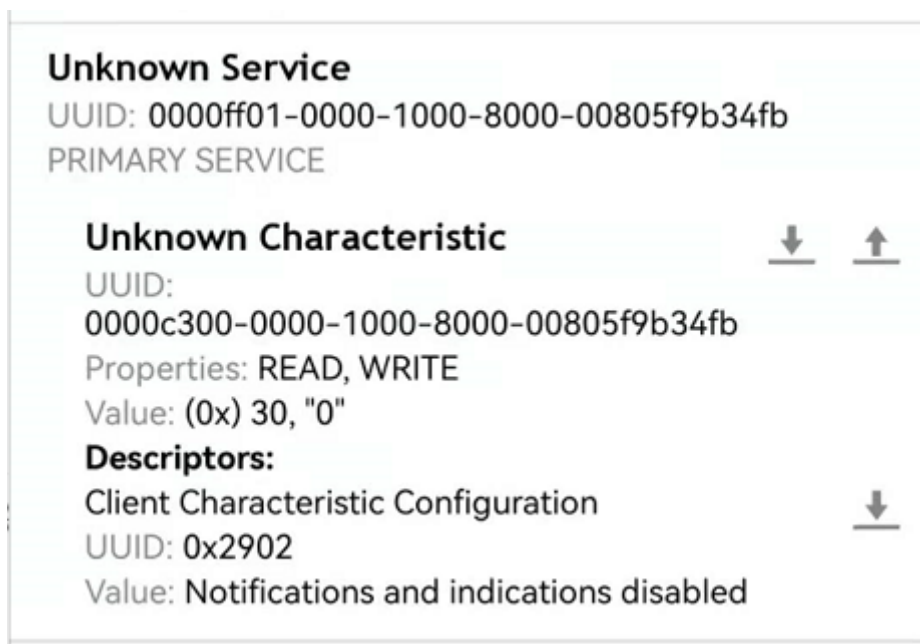 Unknown Service
UUID: 0000ff01-0000-1000-8000-00805f9b34fb
PRIMARY SERVICE
Unknown Characteristic
UUID:
0000c300-0000-1000-8000-00805f9b34fb
Properties: READ, WRITE
Value: (0x) 30, "0"
Descriptors:
Client Characteristic Configuration
UUID: 0x2902
Value: Notifications and indications disabled